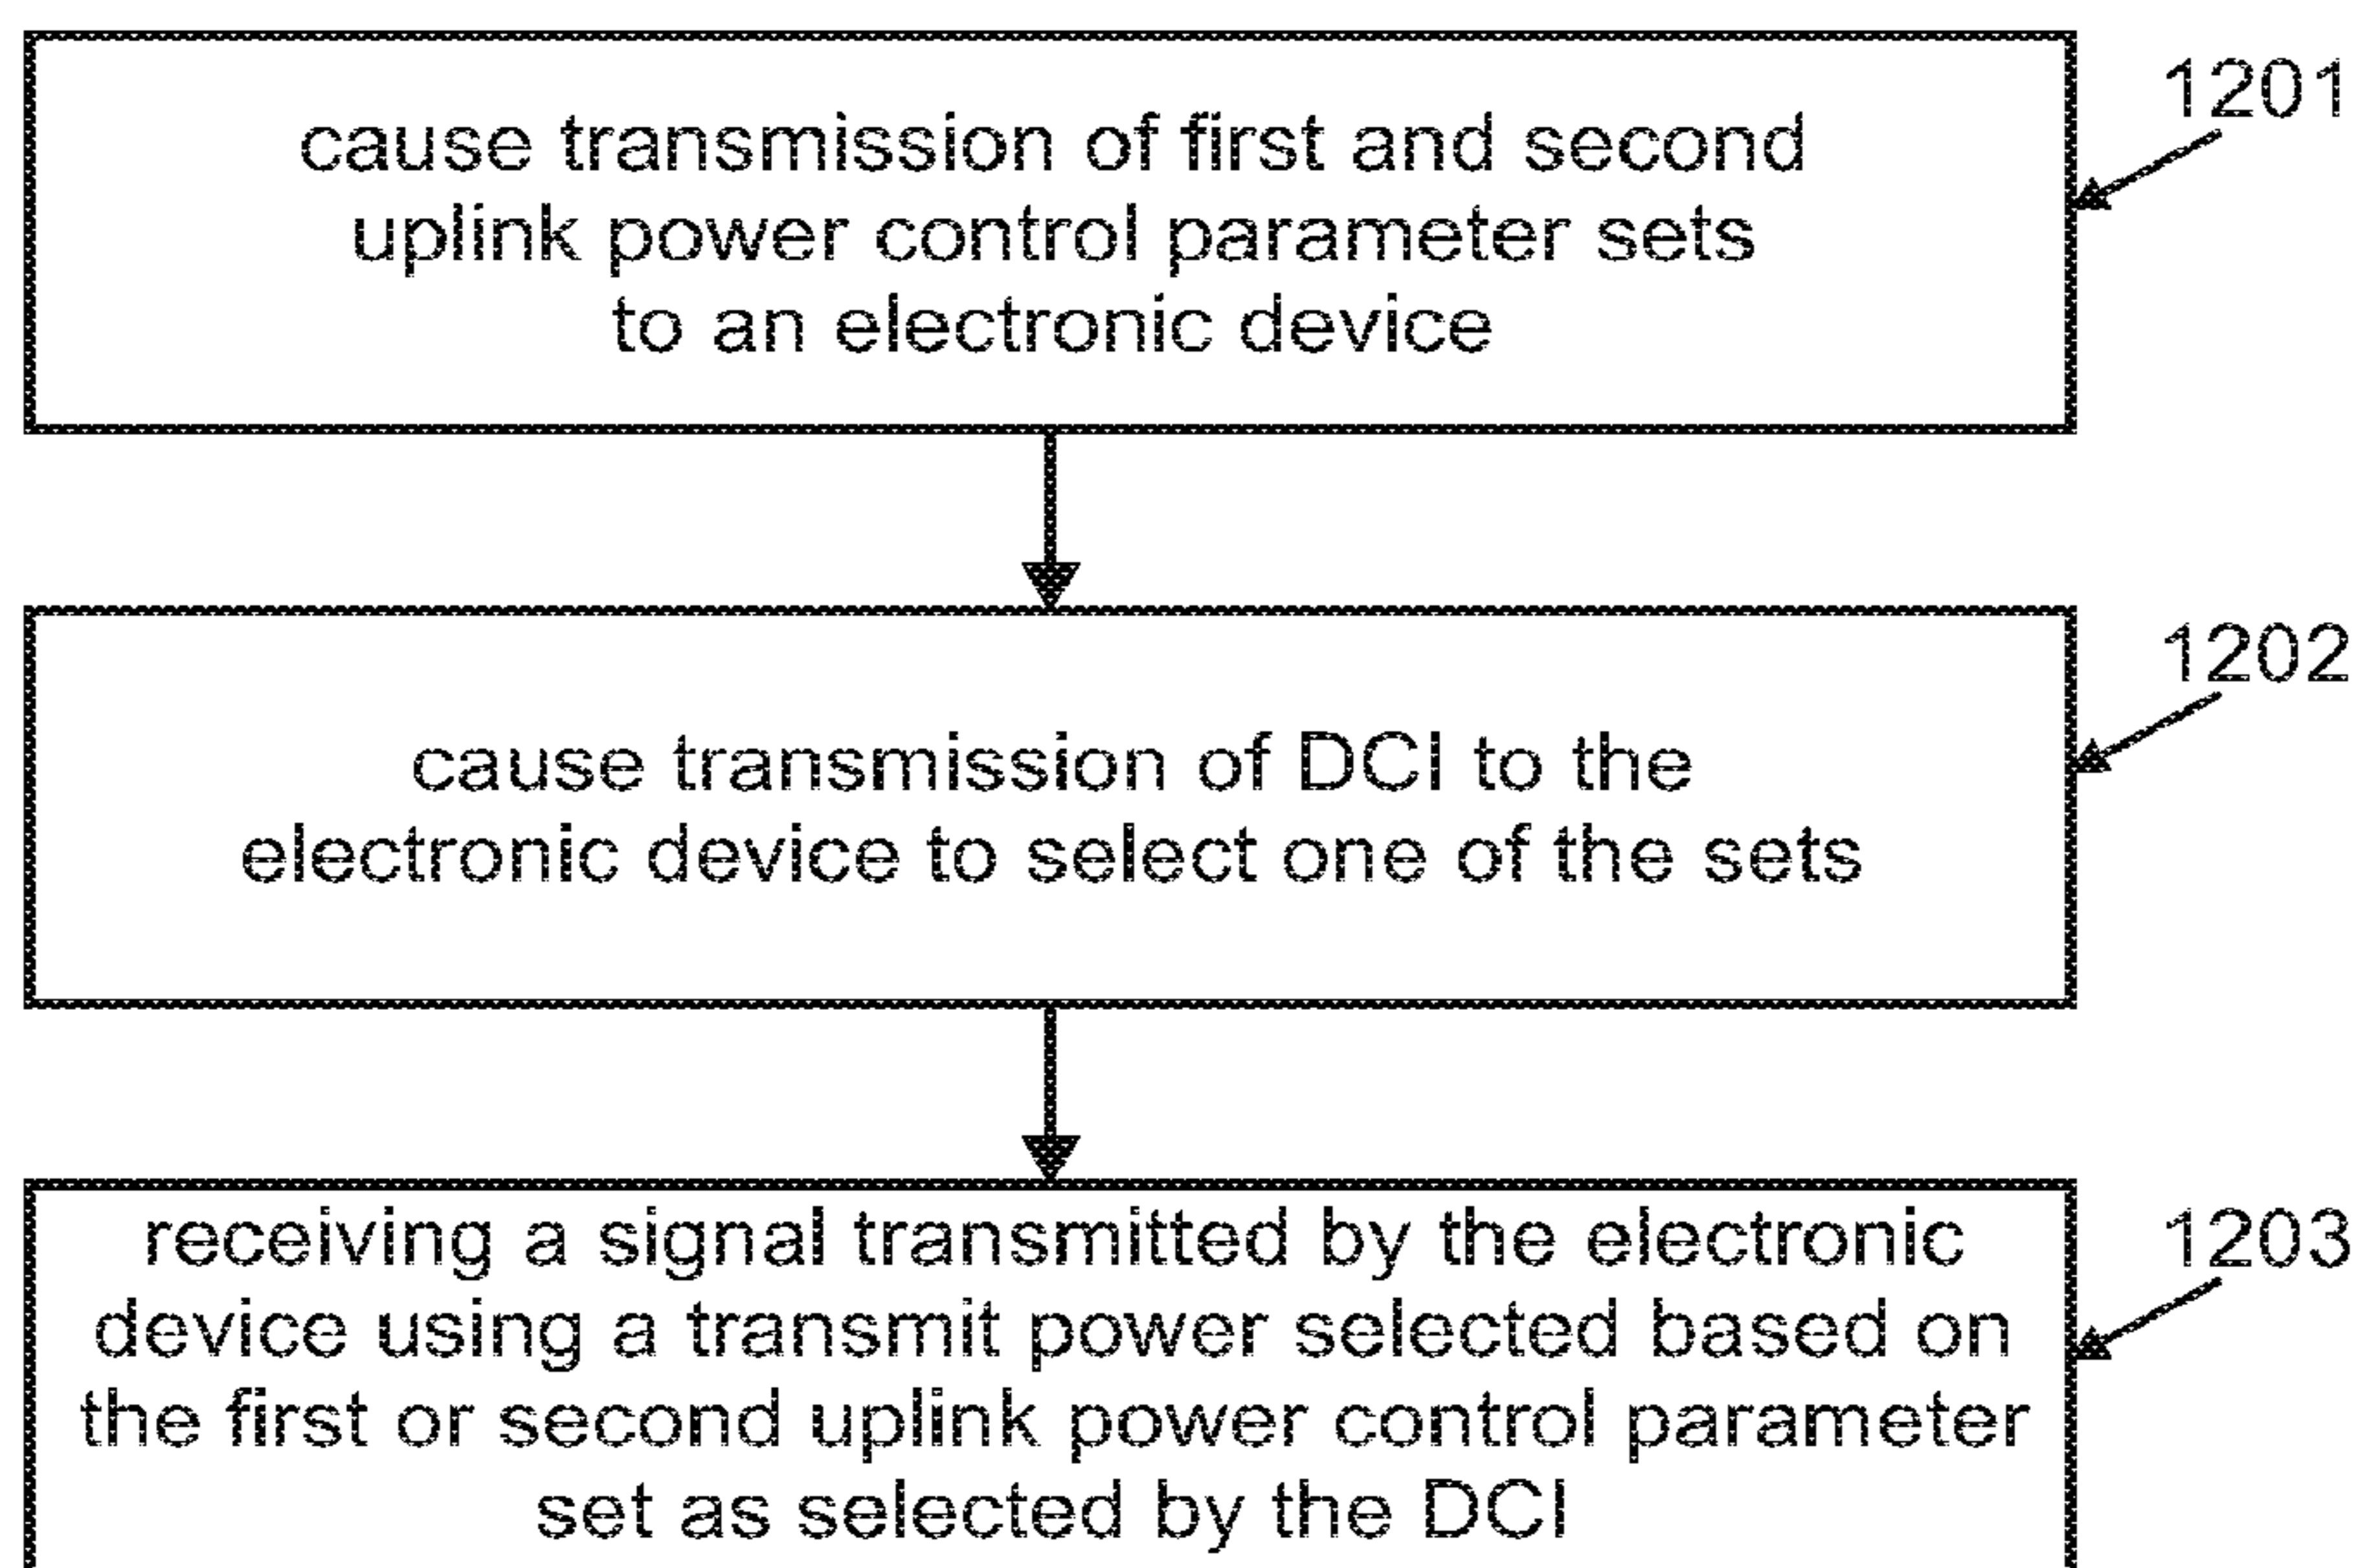 cause transmission of first and second
uplink power control parameter sets
to an electronic device
1201
cause transmission of DCI to the
electronic device to select one of the sets
1202
receiving a signal transmitted by the electronic
device using a transmit power selected based on
the first or second uplink power control parameter
set as selected by the DCI
1203